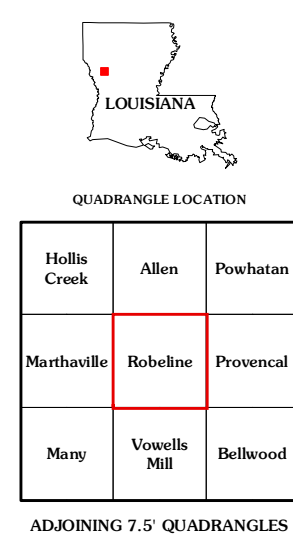 LOUISIANA
QUADRANGLE LOCATION
Hollis
Creek
Allen
Powhatan
Marthaville
Robeline
Provencal
Many
Vowells
Mill
Bellwood
ADJOINING 7.5' QUADRANGLES